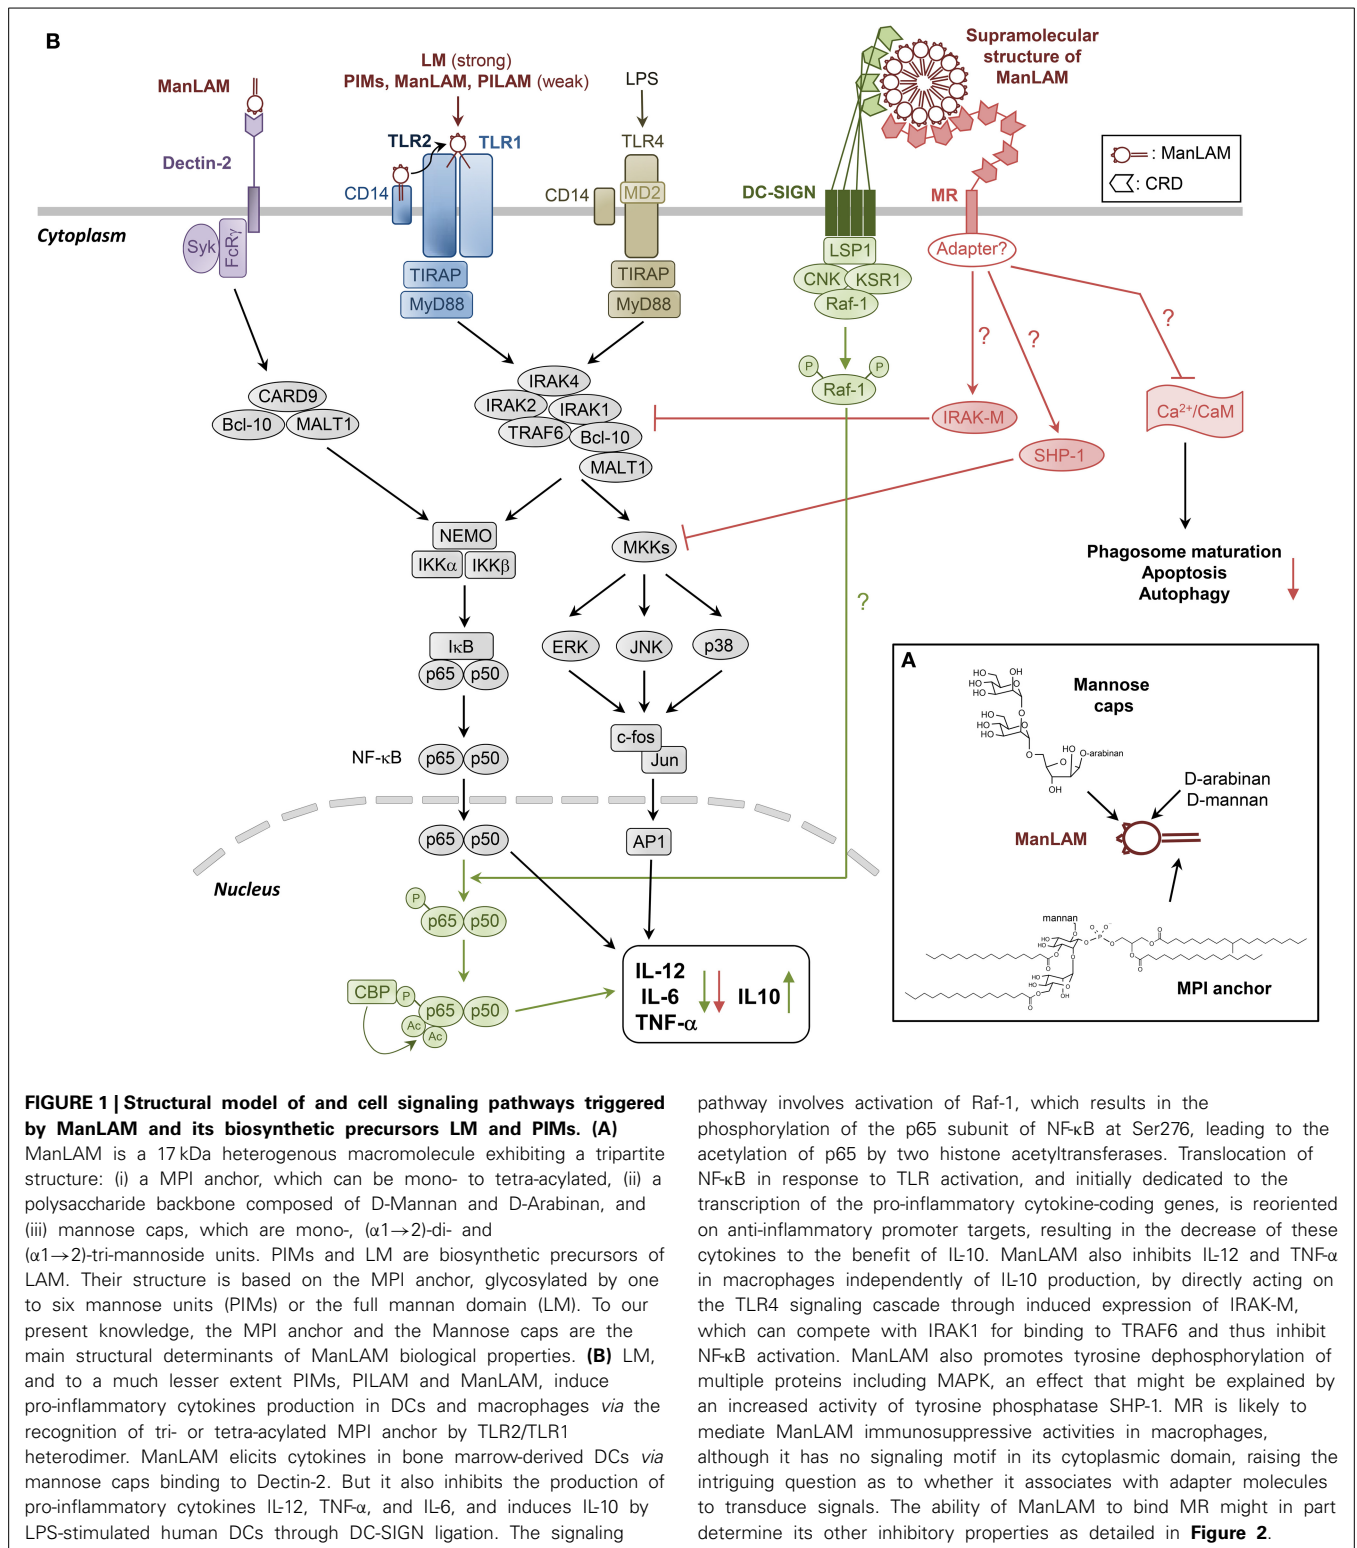 B
Supramolecular
structure of
ManLAM
LM (strong)
PIMs, ManLAM, PILAM (weak)
ManLAM
LPS
TLR2
TLR1
TLR4
Dectin-2
CD14
CD14
MD2
DC-SIGN
MR
: ManLAM
: CRD
Cytoplasm
Syk
FcRγ
LSP1
Adapter?
TIRAP
TIRAP
CNK
KSR1
MyD88
MyD88
Raf-1
?
?
?
P
P
Raf-1
IRAK4
CARD9
IRAK2
IRAK1
Bcl-10
MALT1
TRAF6
Bcl-10
MALT1
IRAK-M
Ca2+/CaM
SHP-1
NEMO
IKKα
IKKβ
MKKs
Phagosome maturation
Apoptosis
Autophagy
?
IκB
p65
p50
ERK
JNK
p38
NF-κB
p65
p50
c-fos
Jun
p65
p50
AP1
Nucleus
P
p65
p50
CBP
P
p65
p50
Ac
Ac
IL-12
IL-6
TNF-α
IL10
A
Mannose
caps
HO
OH
HO
HO
O
O
HO
HO
HO
O
O
O
HO
O-arabinan
OH
D-arabinan
D-mannan
ManLAM
mannan
MPI anchor
FIGURE 1 | Structural model of and cell signaling pathways triggered
by ManLAM and its biosynthetic precursors LM and PIMs. (A)
ManLAM is a 17 kDa heterogenous macromolecule exhibiting a tripartite
structure: (i) a MPI anchor, which can be mono- to tetra-acylated, (ii) a
polysaccharide backbone composed of D-Mannan and D-Arabinan, and
(iii) mannose caps, which are mono-, (α1→2)-di- and
(α1→2)-tri-mannoside units. PIMs and LM are biosynthetic precursors of
LAM. Their structure is based on the MPI anchor, glycosylated by one
to six mannose units (PIMs) or the full mannan domain (LM). To our
present knowledge, the MPI anchor and the Mannose caps are the
main structural determinants of ManLAM biological properties. (B) LM,
and to a much lesser extent PIMs, PILAM and ManLAM, induce
pro-inflammatory cytokines production in DCs and macrophages via the
recognition of tri- or tetra-acylated MPI anchor by TLR2/TLR1
heterodimer. ManLAM elicits cytokines in bone marrow-derived DCs via
mannose caps binding to Dectin-2. But it also inhibits the production of
pro-inflammatory cytokines IL-12, TNF-α, and IL-6, and induces IL-10 by
LPS-stimulated human DCs through DC-SIGN ligation. The signaling
pathway involves activation of Raf-1, which results in the
phosphorylation of the p65 subunit of NF-κB at Ser276, leading to the
acetylation of p65 by two histone acetyltransferases. Translocation of
NF-κB in response to TLR activation, and initially dedicated to the
transcription of the pro-inflammatory cytokine-coding genes, is reoriented
on anti-inflammatory promoter targets, resulting in the decrease of these
cytokines to the benefit of IL-10. ManLAM also inhibits IL-12 and TNF-α
in macrophages independently of IL-10 production, by directly acting on
the TLR4 signaling cascade through induced expression of IRAK-M,
which can compete with IRAK1 for binding to TRAF6 and thus inhibit
NF-κB activation. ManLAM also promotes tyrosine dephosphorylation of
multiple proteins including MAPK, an effect that might be explained by
an increased activity of tyrosine phosphatase SHP-1. MR is likely to
mediate ManLAM immunosuppressive activities in macrophages,
although it has no signaling motif in its cytoplasmic domain, raising the
intriguing question as to whether it associates with adapter molecules
to transduce signals. The ability of ManLAM to bind MR might in part
determine its other inhibitory properties as detailed in Figure 2.